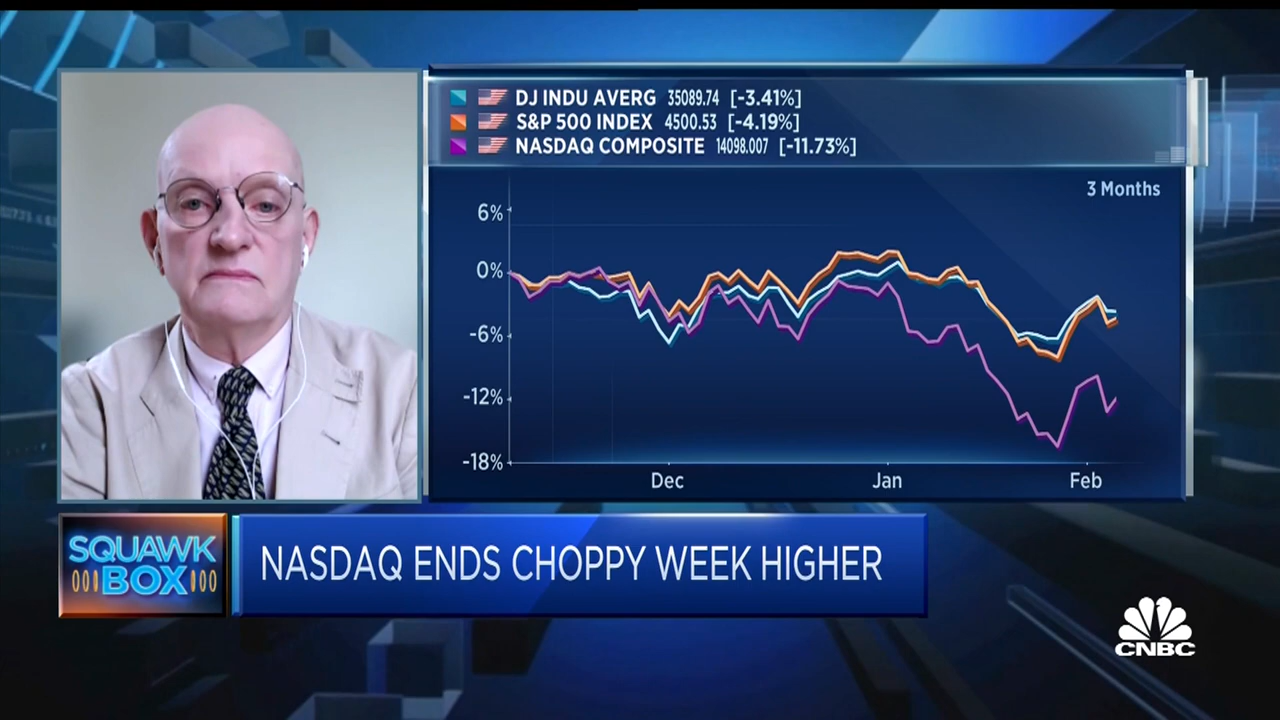 DJ INDU AVERG 35089.74 [-3.41%]
S&P 500 INDEX 4500.53 [-4.19%]
NASDAQ COMPOSITE 14098.007 [-11.73%]
3 Months
6%
0%
-6%
-12%
-18%
Dec Jan Feb
SQUAWK
BOX
NASDAQ ENDS CHOPPY WEEK HIGHER
CNBC